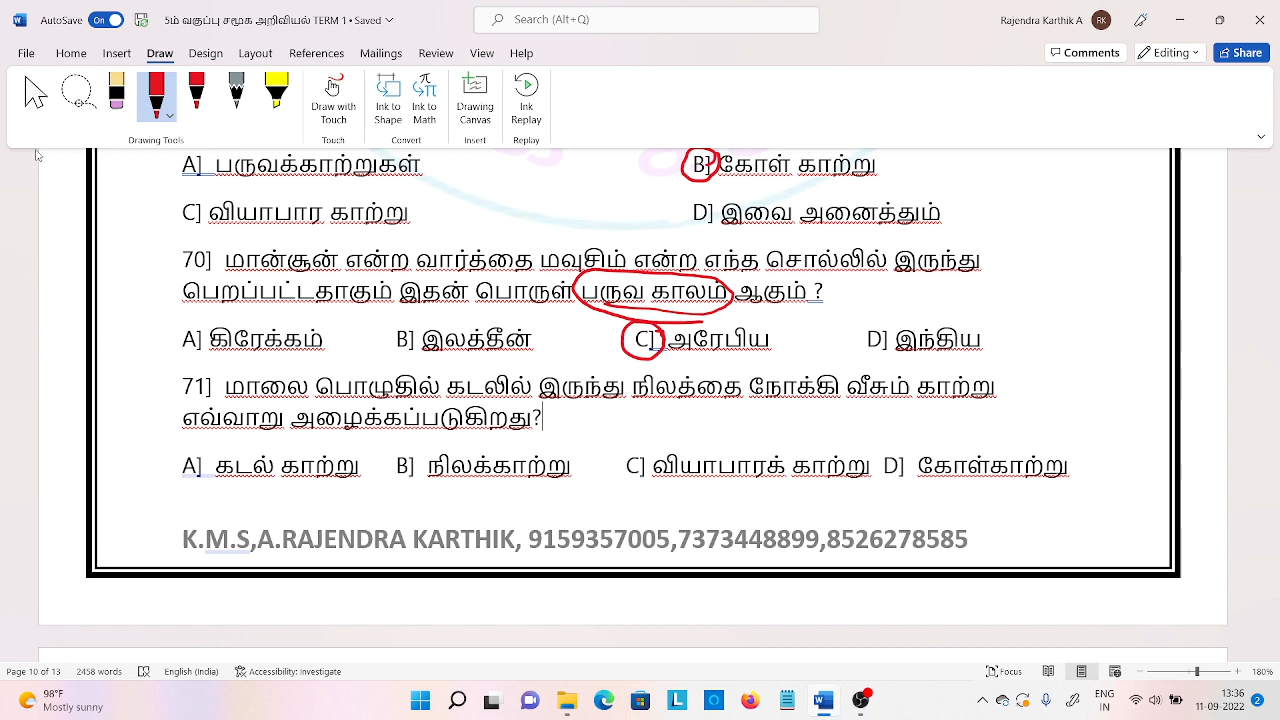 AutoSave On 5th வகுப்பு சமூக அறிவியல் TERM 1 • Saved Search (Alt+Q) Rajendra Karthik A RK
File Home Insert Draw Design Layout References Mailings Review View Help Comments Editing Share
Draw with Touch Ink to Shape Ink to Math Drawing Canvas Ink Replay
Drawing Tools Touch Convert Insert Replay
A] பருவக்காற்றுகள் B] கோள் காற்று
C] வியாபார காற்று D] இவை அனைத்தும்
70] மான்சூன் என்ற வார்த்தை மவுசிம் என்ற எந்த சொல்லில் இருந்து
பெறப்பட்டதாகும் இதன் பொருள் பருவ காலம் ஆகும் ?
A] கிரேக்கம் B] இலத்தீன் C] அரேபிய D] இந்திய
71] மாலை பொழுதில் கடலில் இருந்து நிலத்தை நோக்கி வீசும் காற்று
எவ்வாறு அழைக்கப்படுகிறது?
A] கடல் காற்று B] நிலக்காற்று C] வியாபாரக் காற்று D] கோள்காற்று
K.M.S,A.RAJENDRA KARTHIK, 9159357005,7373448899,8526278585
Page 10 of 13 2458 words English (India) Accessibility: Investigate Focus 180%
98°F Mostly sunny ENG IN 13:36 11-09-2022 2